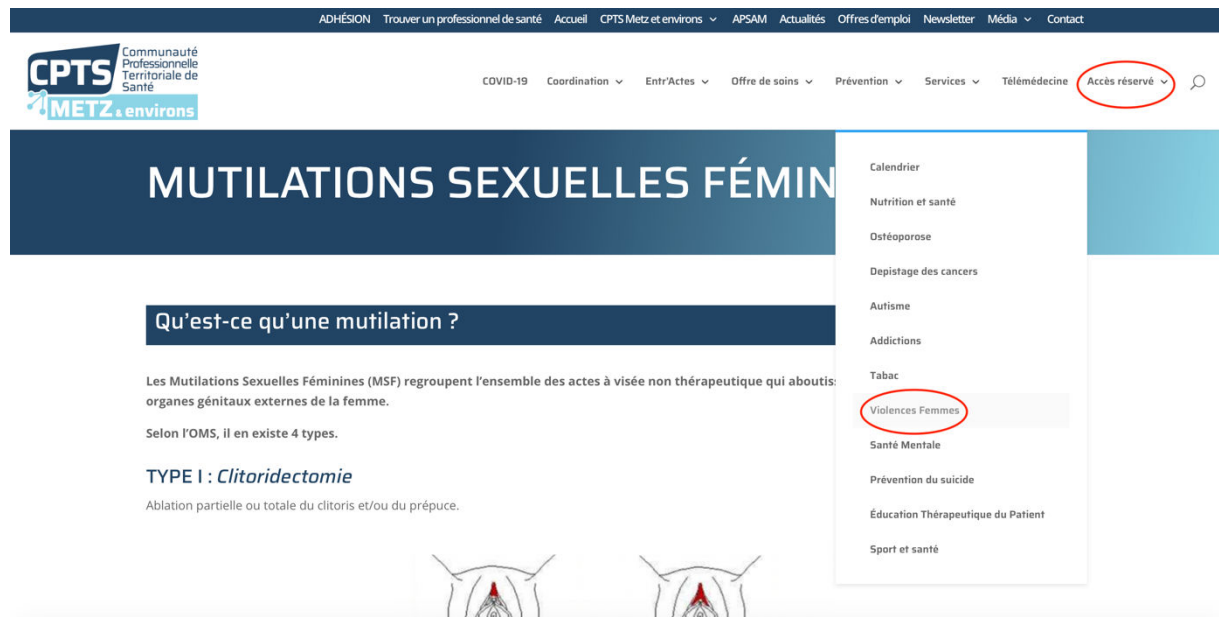 ADHÉSION Trouver un professionnel de santé Accueil CPTS Metz et environs APSAM Actualités Offres d'emploi Newsletter Média Contact
CPTS
Communauté
Professionnelle
Territoriale de
Santé
METZ & environs
COVID-19 Coordination Entr'Actes Offre de soins Prévention Services Télémédecine Accès réservé
MUTILATIONS SEXUELLES FÉMIN
Calendrier
Nutrition et santé
Ostéoporose
Depistage des cancers
Autisme
Addictions
Tabac
Violences Femmes
Santé Mentale
Prévention du suicide
Éducation Thérapeutique du Patient
Sport et santé
Qu'est-ce qu'une mutilation ?
Les Mutilations Sexuelles Féminines (MSF) regroupent l'ensemble des actes à visée non thérapeutique qui aboutis
organes génitaux externes de la femme.
Selon l'OMS, il en existe 4 types.
TYPE I : Clitoridectomie
Ablation partielle ou totale du clitoris et/ou du prépuce.